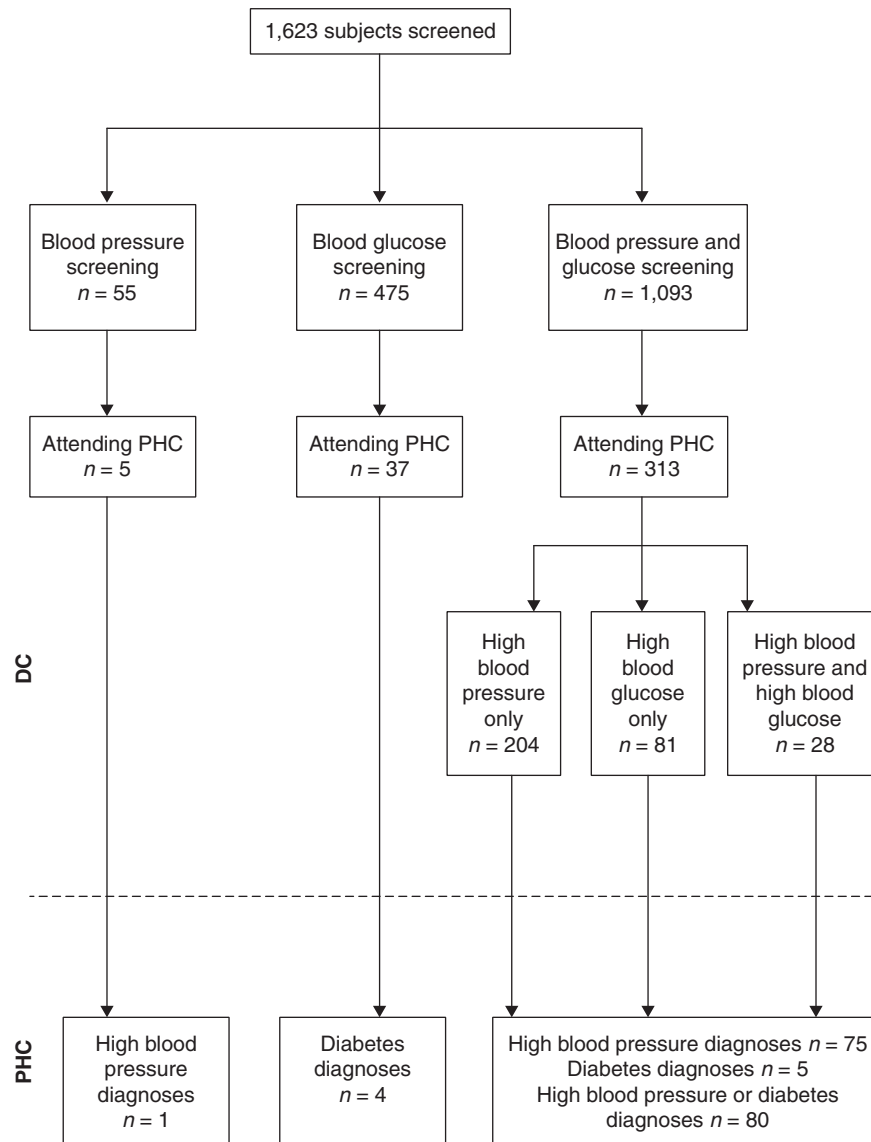 1,623 subjects screened
Blood pressure
screening
n = 55
Blood glucose
screening
n = 475
Blood pressure and
glucose screening
n = 1,093
Attending PHC
n = 5
Attending PHC
n = 37
Attending PHC
n = 313
DC
High
blood
pressure
only
n = 204
High
blood
glucose
only
n = 81
High blood
pressure and
high blood
glucose
n = 28
PHC
High blood
pressure
diagnoses
n = 1
Diabetes
diagnoses
n = 4
High blood pressure diagnoses n = 75
Diabetes diagnoses n = 5
High blood pressure or diabetes
diagnoses n = 80